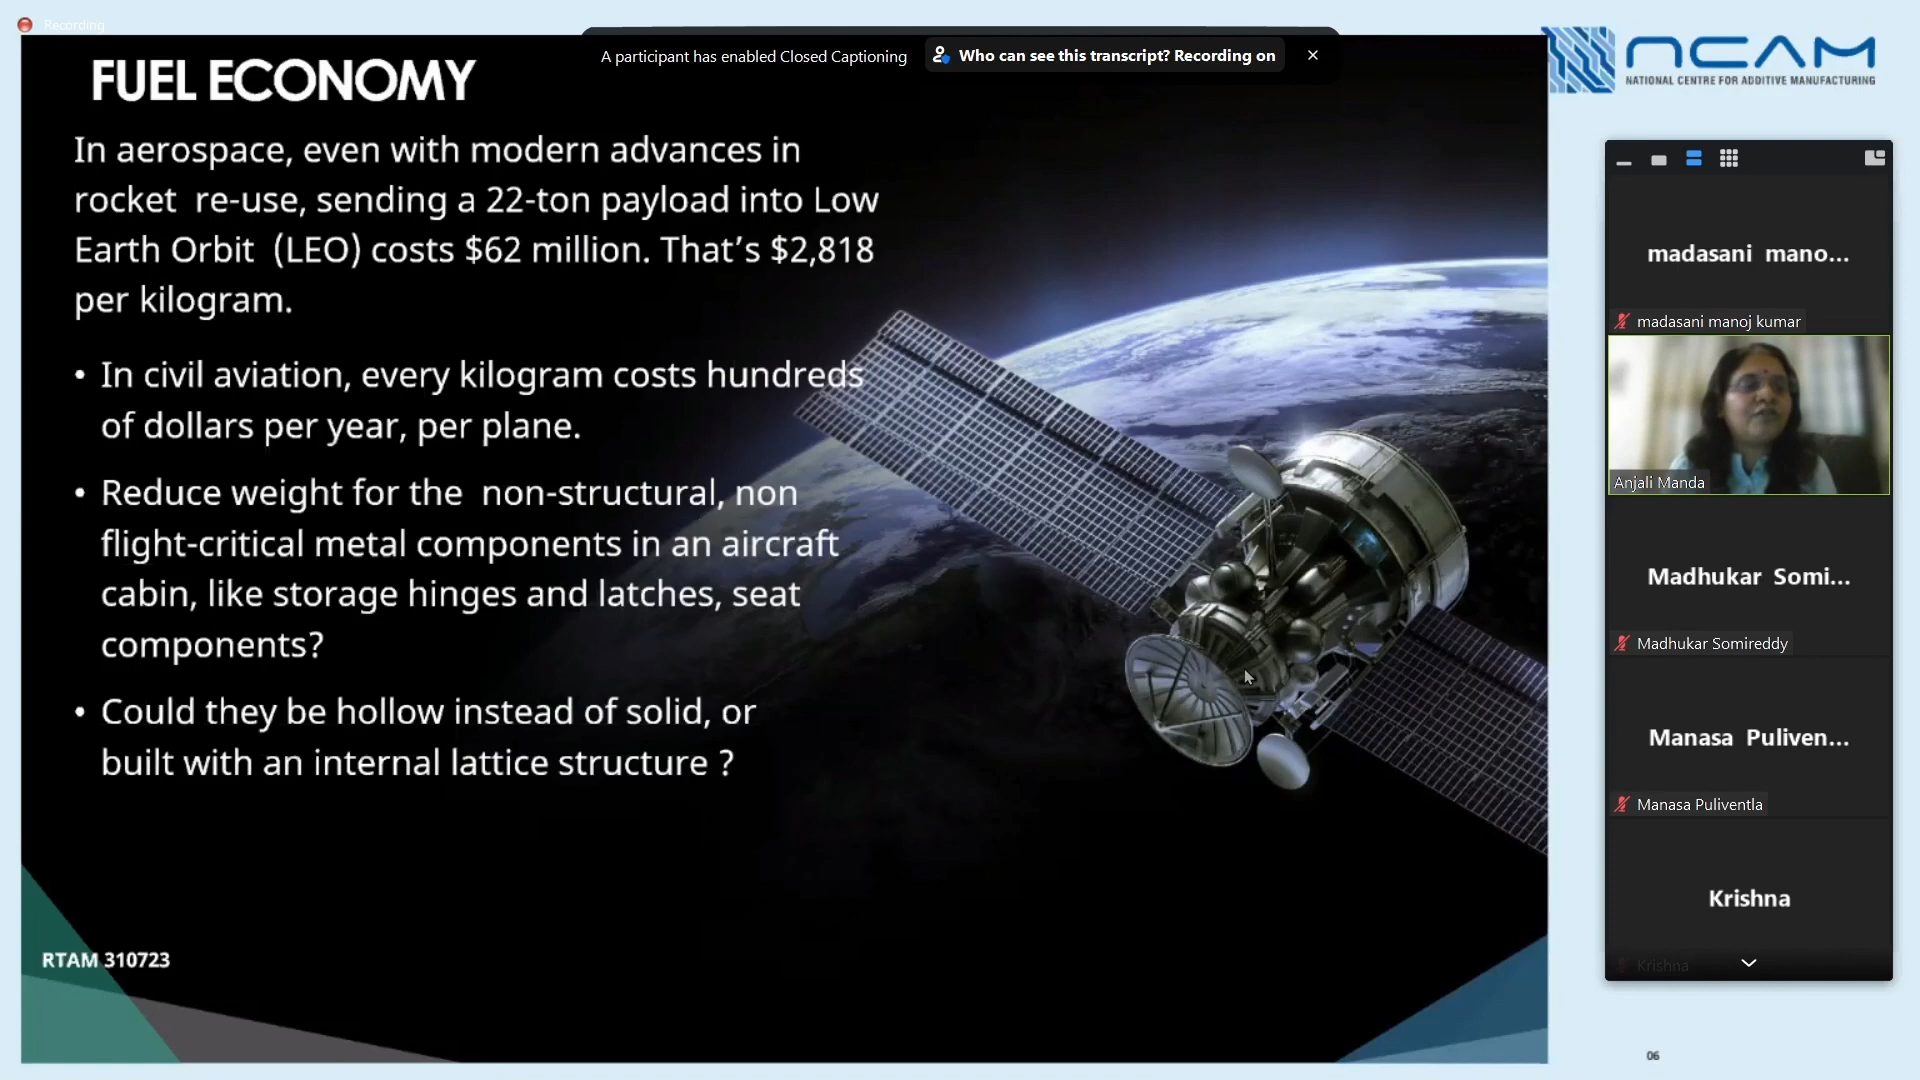 Recording
A participant has enabled Closed Captioning
Who can see this transcript? Recording on
FUEL ECONOMY
In aerospace, even with modern advances in
rocket re-use, sending a 22-ton payload into Low
Earth Orbit (LEO) costs $62 million. That's $2,818
per kilogram.
• In civil aviation, every kilogram costs hundreds
of dollars per year, per plane.
• Reduce weight for the non-structural, non
flight-critical metal components in an aircraft
cabin, like storage hinges and latches, seat
components?
• Could they be hollow instead of solid, or
built with an internal lattice structure ?
RTAM 310723
NCAM
NATIONAL CENTRE FOR ADDITIVE MANUFACTURING
madasani mano...
madasani manoj kumar
Anjali Manda
Madhukar Somi...
Madhukar Somireddy
Manasa Puliven...
Manasa Puliventla
Krishna
Krishna
06